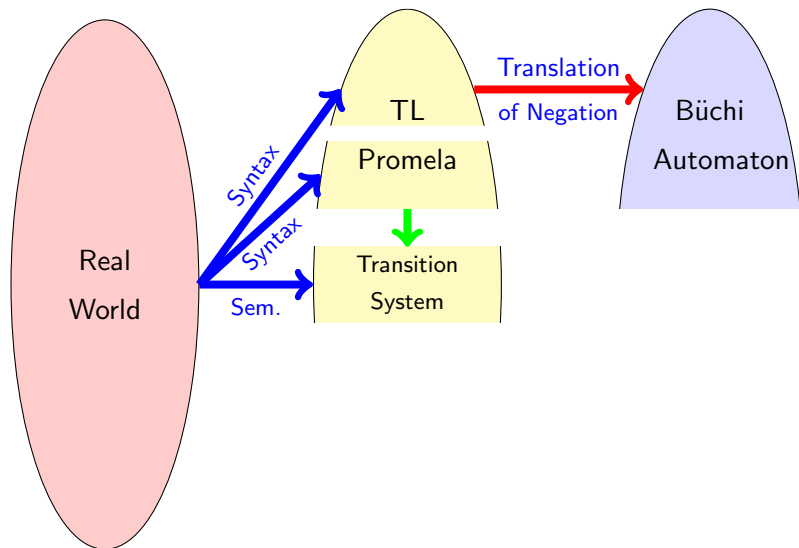 Real
World
Syntax
Syntax
Sem.
TL
Promela
Transition
System
Translation
of Negation
Büchi
Automaton